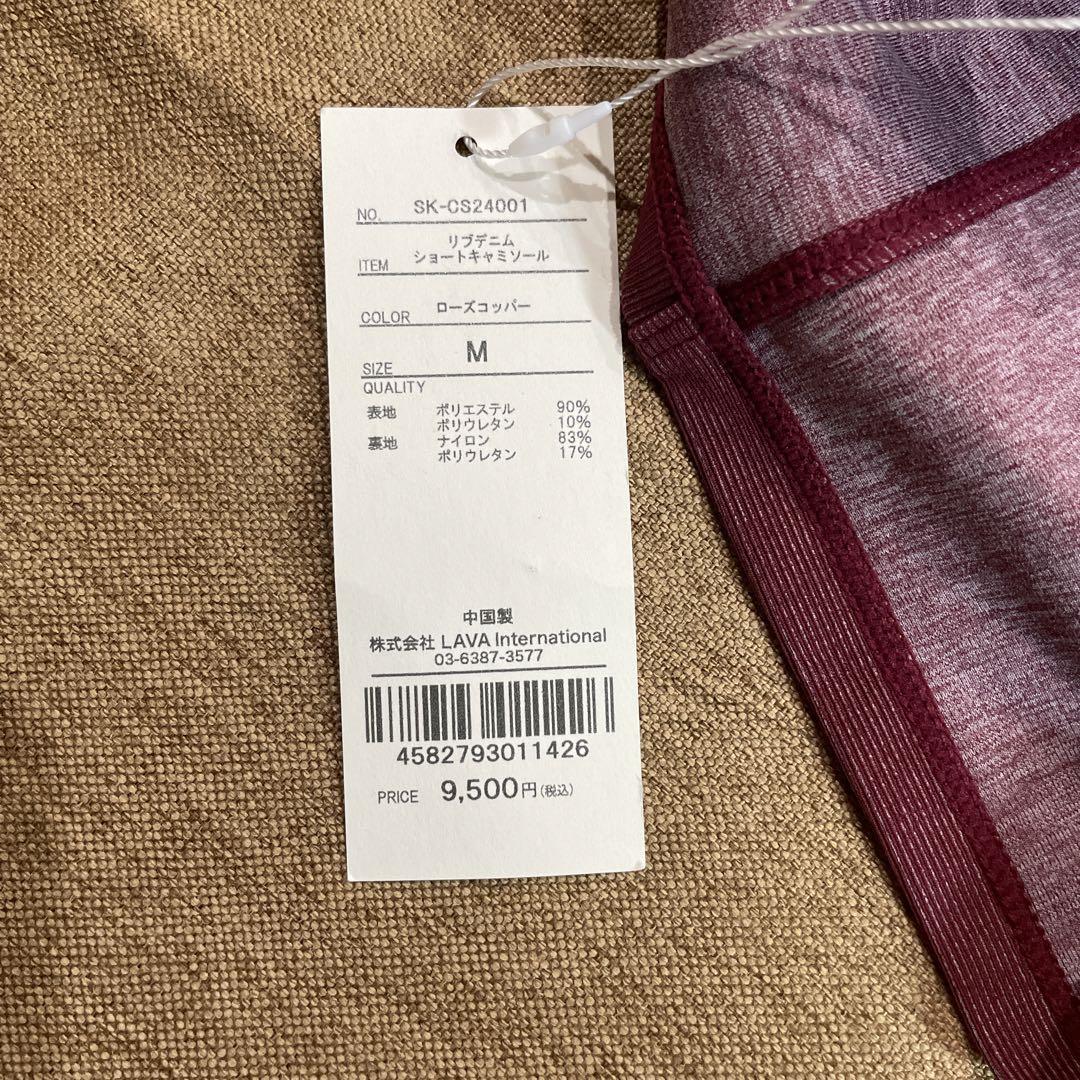 NO. SK-CS24001
リブデニム
ITEM ショートキャミソール
COLOR ローズコッパー
SIZE M
QUALITY
表地 ポリエステル 90%
ポリウレタン 10%
裏地 ナイロン 83%
ポリウレタン 17%
中国製
株式会社 LAVA International
03-6387-3577
4582793011426
PRICE 9,500円(税込)